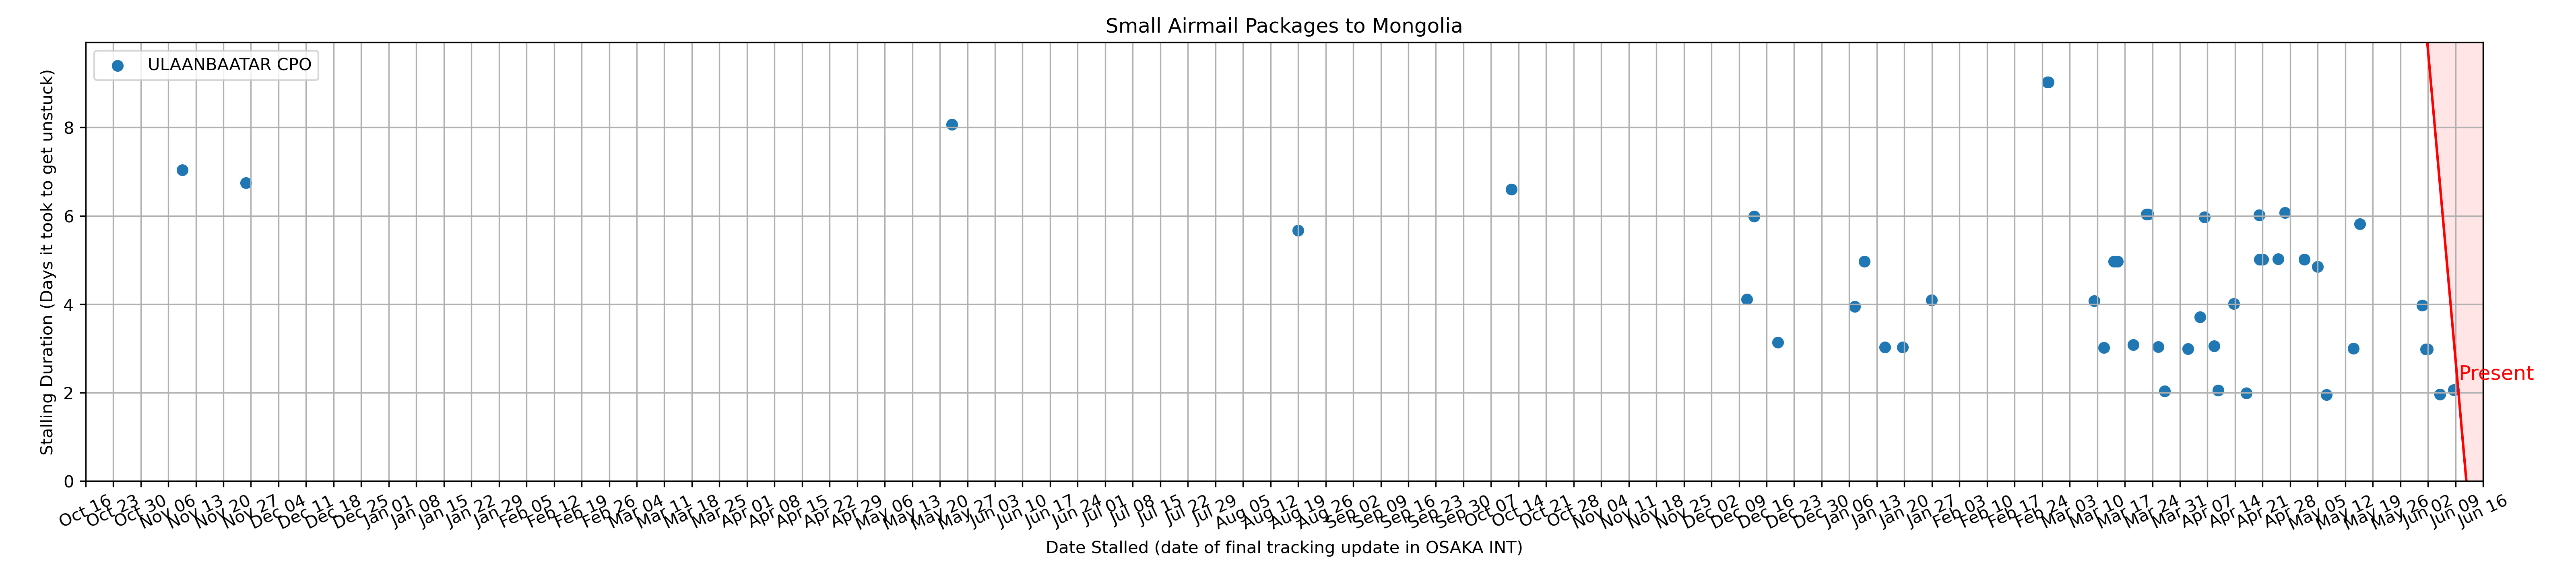 Small Airmail Packages to Mongolia
ULAANBAATAR CPO
Stalling Duration (Days it took to get unstuck)
8
6
4
2
0
Present
Oct 16 Oct 23 Oct 30 Nov 06 Nov 13 Nov 20 Nov 27 Dec 04 Dec 11 Dec 18 Dec 25 Jan 01 Jan 08 Jan 15 Jan 22 Jan 29 Feb 05 Feb 12 Feb 19 Feb 26 Mar 04 Mar 11 Mar 18 Mar 25 Apr 01 Apr 08 Apr 15 Apr 22 Apr 29 May 06 May 13 May 20 May 27 Jun 03 Jun 10 Jun 17 Jun 24 Jul 01 Jul 08 Jul 15 Jul 22 Jul 29 Aug 05 Aug 12 Aug 19 Aug 26 Sep 02 Sep 09 Sep 16 Sep 23 Sep 30 Oct 07 Oct 14 Oct 21 Oct 28 Nov 04 Nov 11 Nov 18 Nov 25 Dec 02 Dec 09 Dec 16 Dec 23 Dec 30 Jan 06 Jan 13 Jan 20 Jan 27 Feb 03 Feb 10 Feb 17 Feb 24 Mar 03 Mar 10 Mar 17 Mar 24 Mar 31 Apr 07 Apr 14 Apr 21 Apr 28 May 05 May 12 May 19 May 26 Jun 02 Jun 09 Jun 16
Date Stalled (date of final tracking update in OSAKA INT)